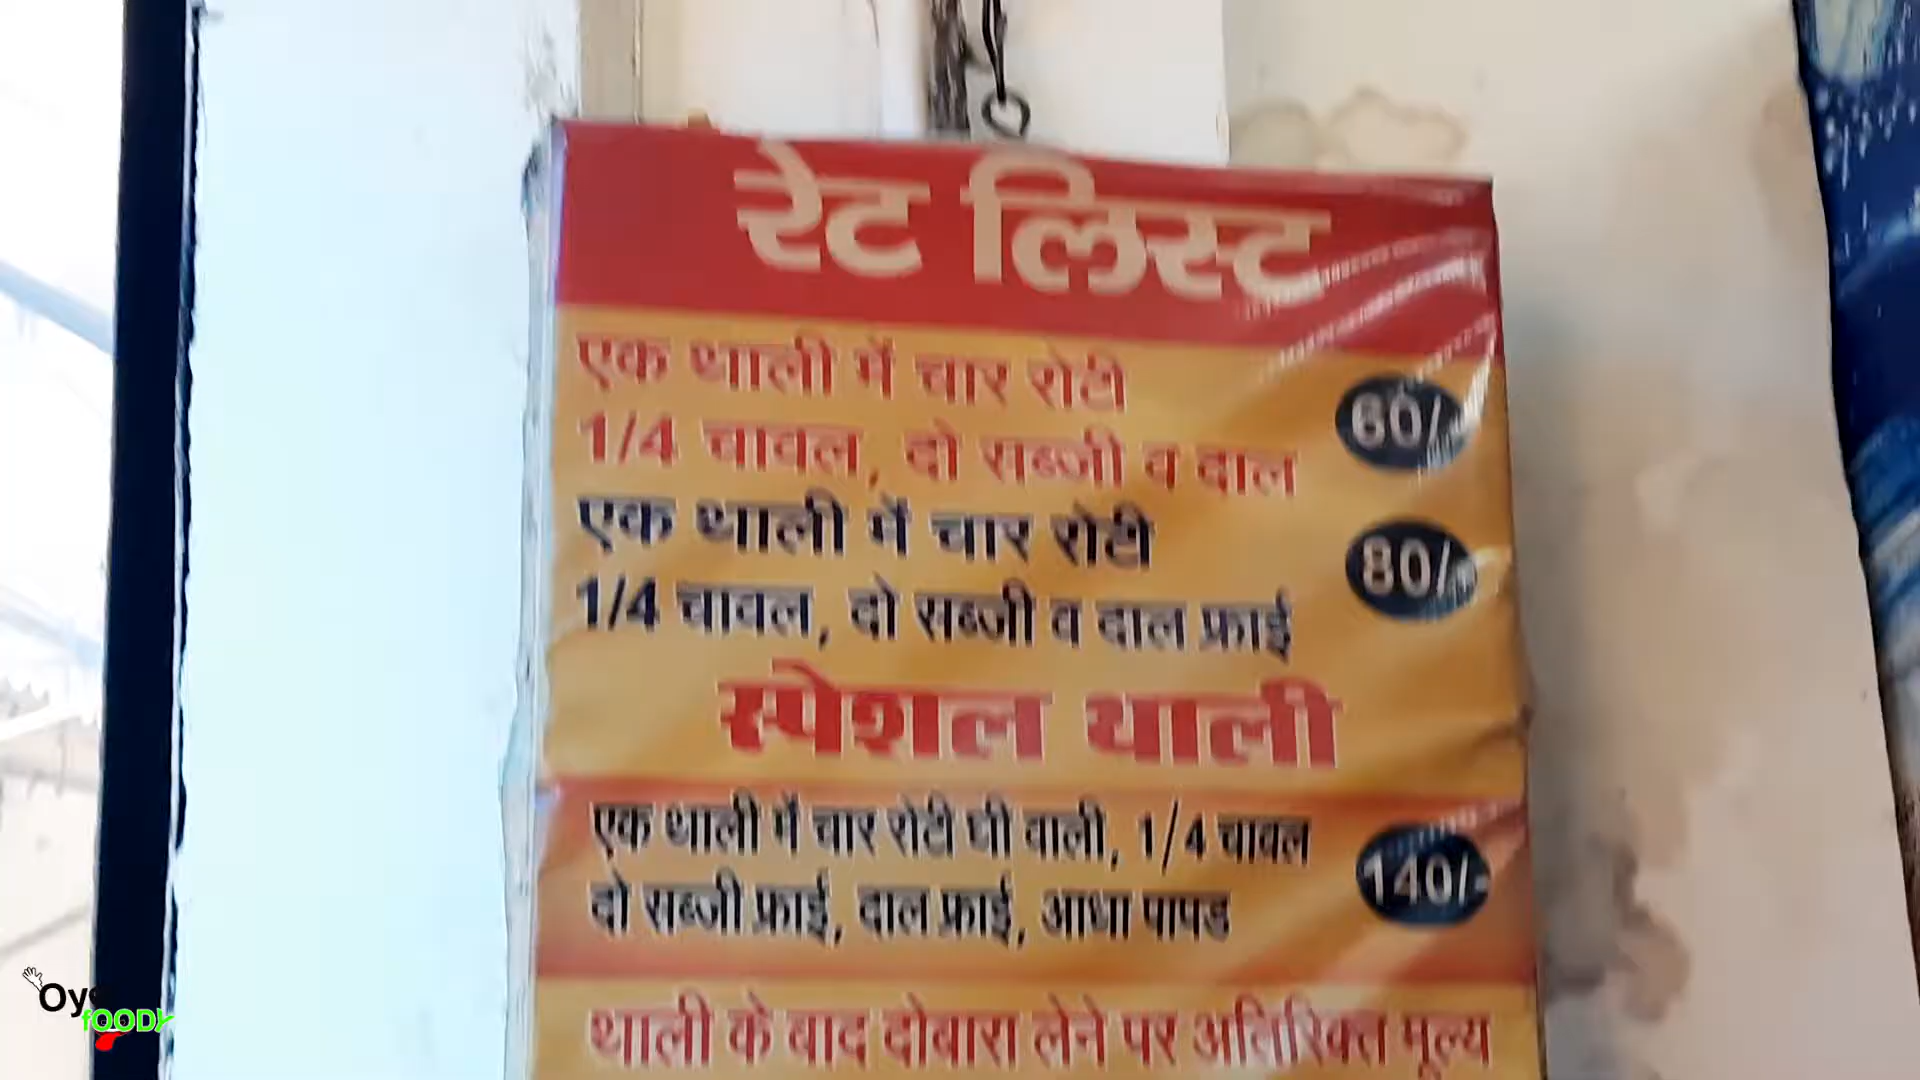 रेट लिस्ट
एक थाली में चार रोटी
1/4 चावल, दो सब्जी व दाल
60/-
एक थाली में चार रोटी
1/4 चावल, दो सब्जी व दाल फ्राई
80/-
स्पेशल थाली
एक थाली में चार रोटी घी वाली, 1/4 चावल
दो सब्जी फ्राई, दाल फ्राई, आधा पापड
140/-
थाली के बाद दोबारा लेने पर अतिरिक्त मूल्य
fOODY